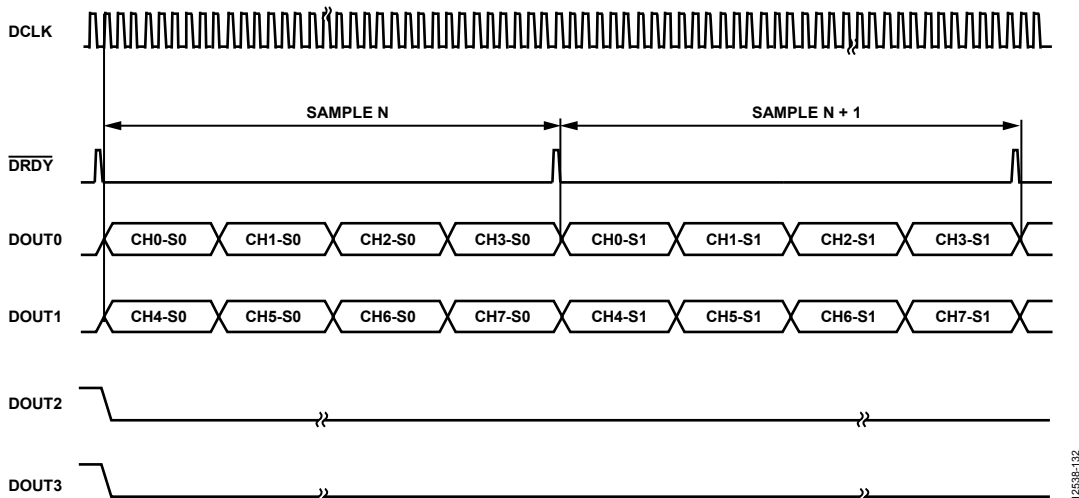 DCLK
SAMPLE N SAMPLE N + 1
DRDY
DOUT0 CH0-S0 CH1-S0 CH2-S0 CH3-S0 CH0-S1 CH1-S1 CH2-S1 CH3-S1
DOUT1 CH4-S0 CH5-S0 CH6-S0 CH7-S0 CH4-S1 CH5-S1 CH6-S1 CH7-S1
DOUT2
DOUT3
12538-132